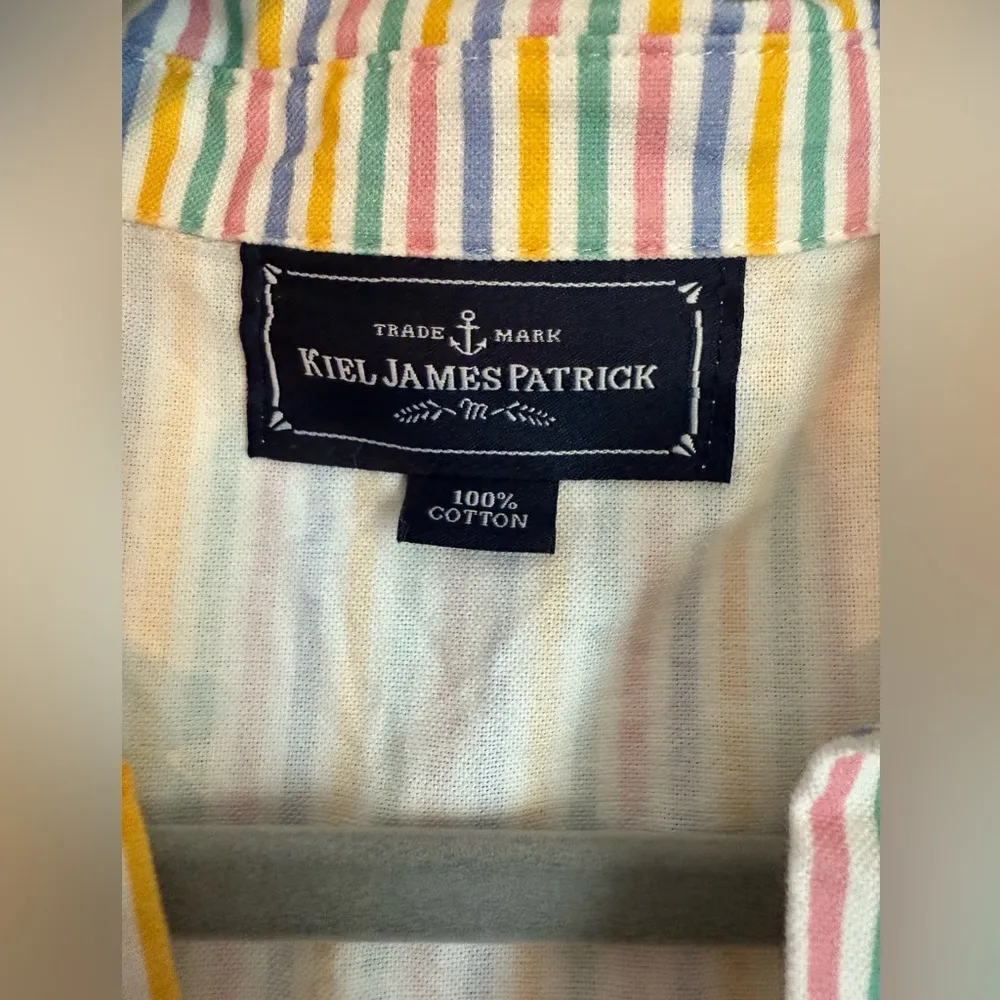 TRADE MARK
KIEL JAMES PATRICK
M
100%
COTTON